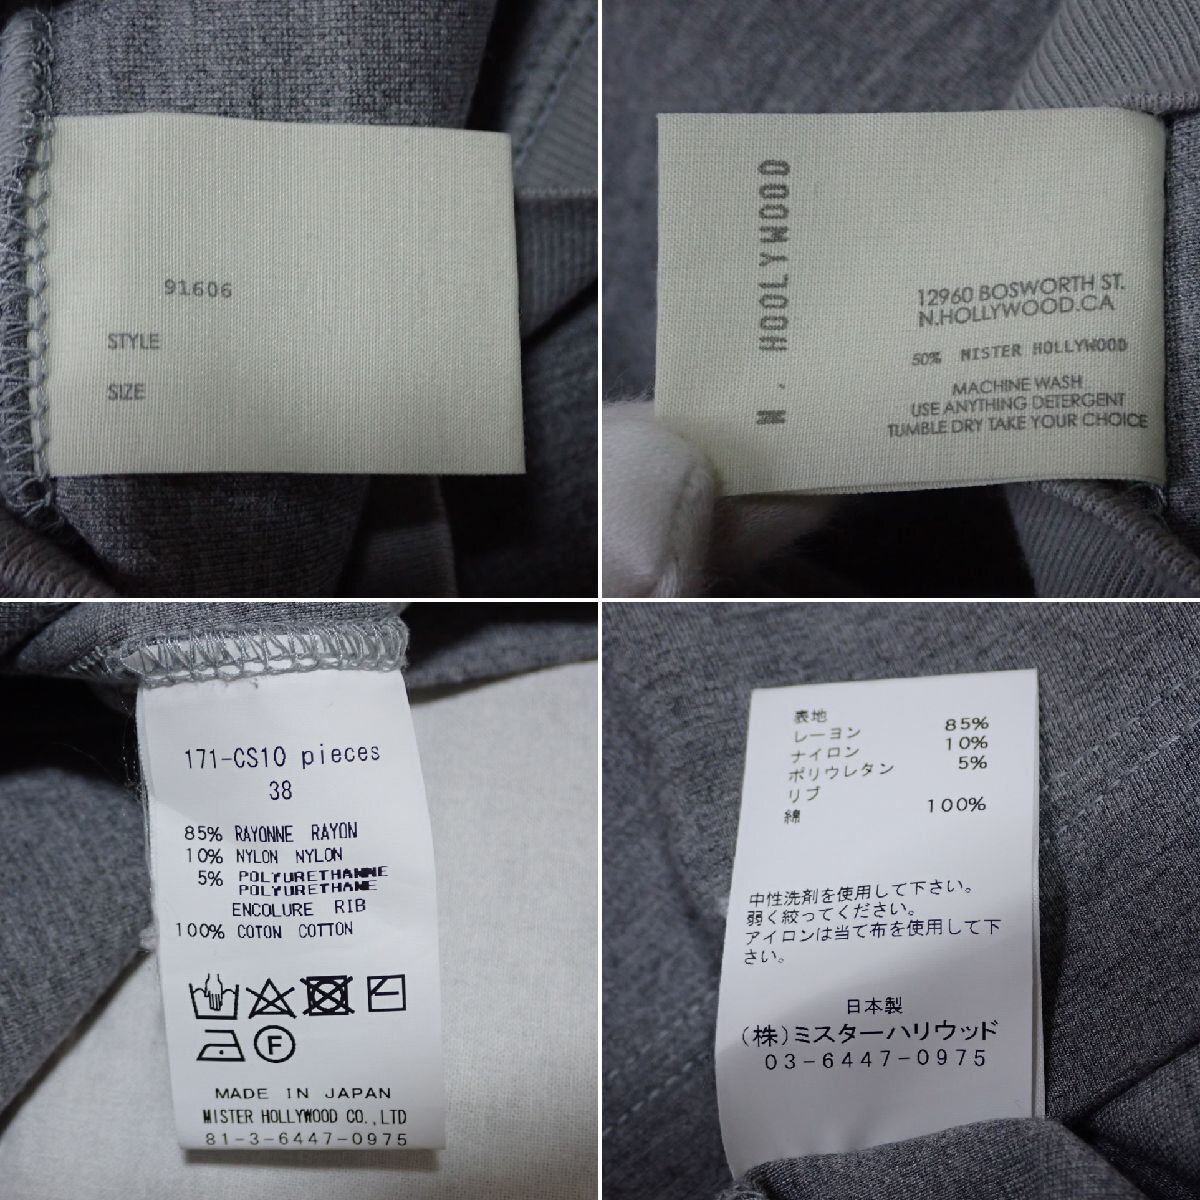 91606
STYLE
SIZE
N. HOOLYWOOD
12960 BOSWORTH ST.
N.HOLLYWOOD.CA
50% MISTER HOLLYWOOD
MACHINE WASH
USE ANYTHING DETERGENT
TUMBLE DRY TAKE YOUR CHOICE
171-CS10 pieces
38
85% RAYONNE RAYON
10% NYLON NYLON
5% POLYURETHANNE
POLYURETHANE
ENCOLURE RIB
100% COTON COTTON
F
MADE IN JAPAN
MISTER HOLLYWOOD CO.,LTD
81-3-6447-0975
表地
レーヨン 85%
ナイロン 10%
ポリウレタン 5%
リブ
綿 100%
中性洗剤を使用して下さい。
弱く絞ってください。
アイロンは当て布を使用して下
さい。
日本製
(株)ミスターハリウッド
03-6447-0975